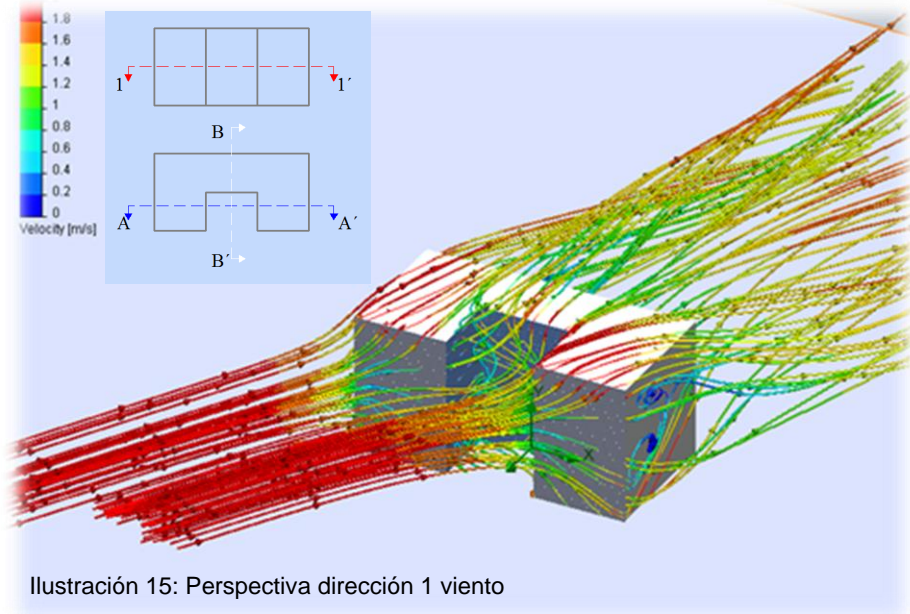 1.8
1.6
1.4
1.2
1
0.8
0.6
0.4
0.2
0
Velocity [m/s]
1 1´
B
A A´
B´
X
Ilustración 15: Perspectiva dirección 1 viento